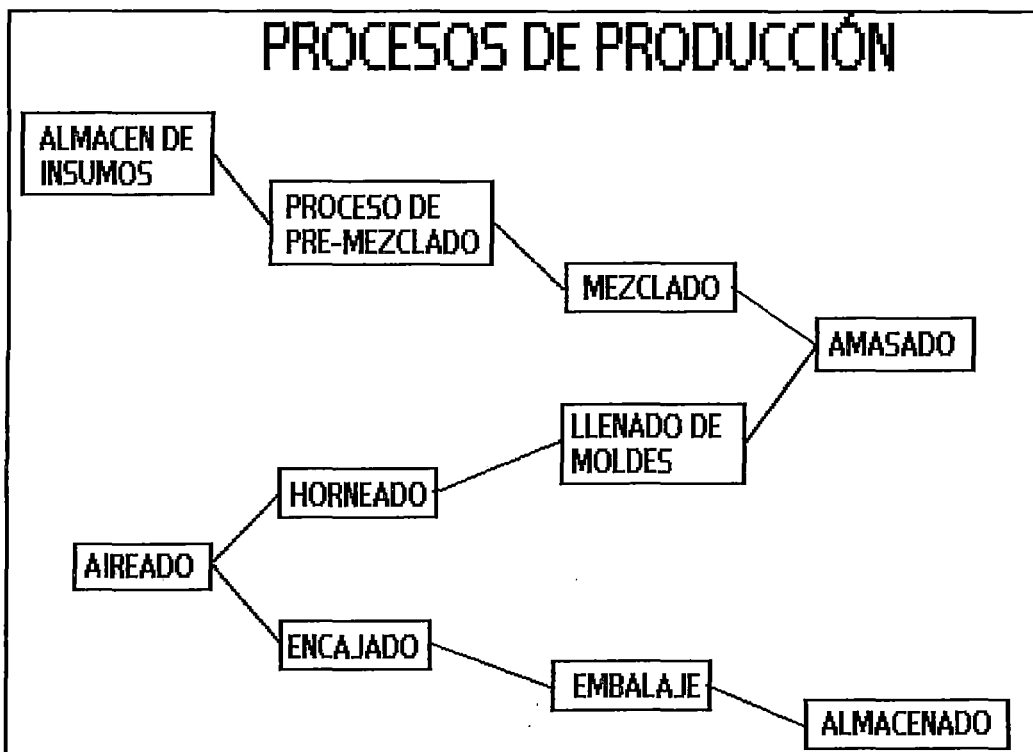 PROCESOS DE PRODUCCIÓN
ALMACEN DE
INSUMOS
PROCESO DE
PRE-MEZCLADO
MEZCLADO
AMASADO
LLENADO DE
MOLDES
HORNEADO
AIREADO
ENCAJADO
EMBALAJE
ALMACENADO